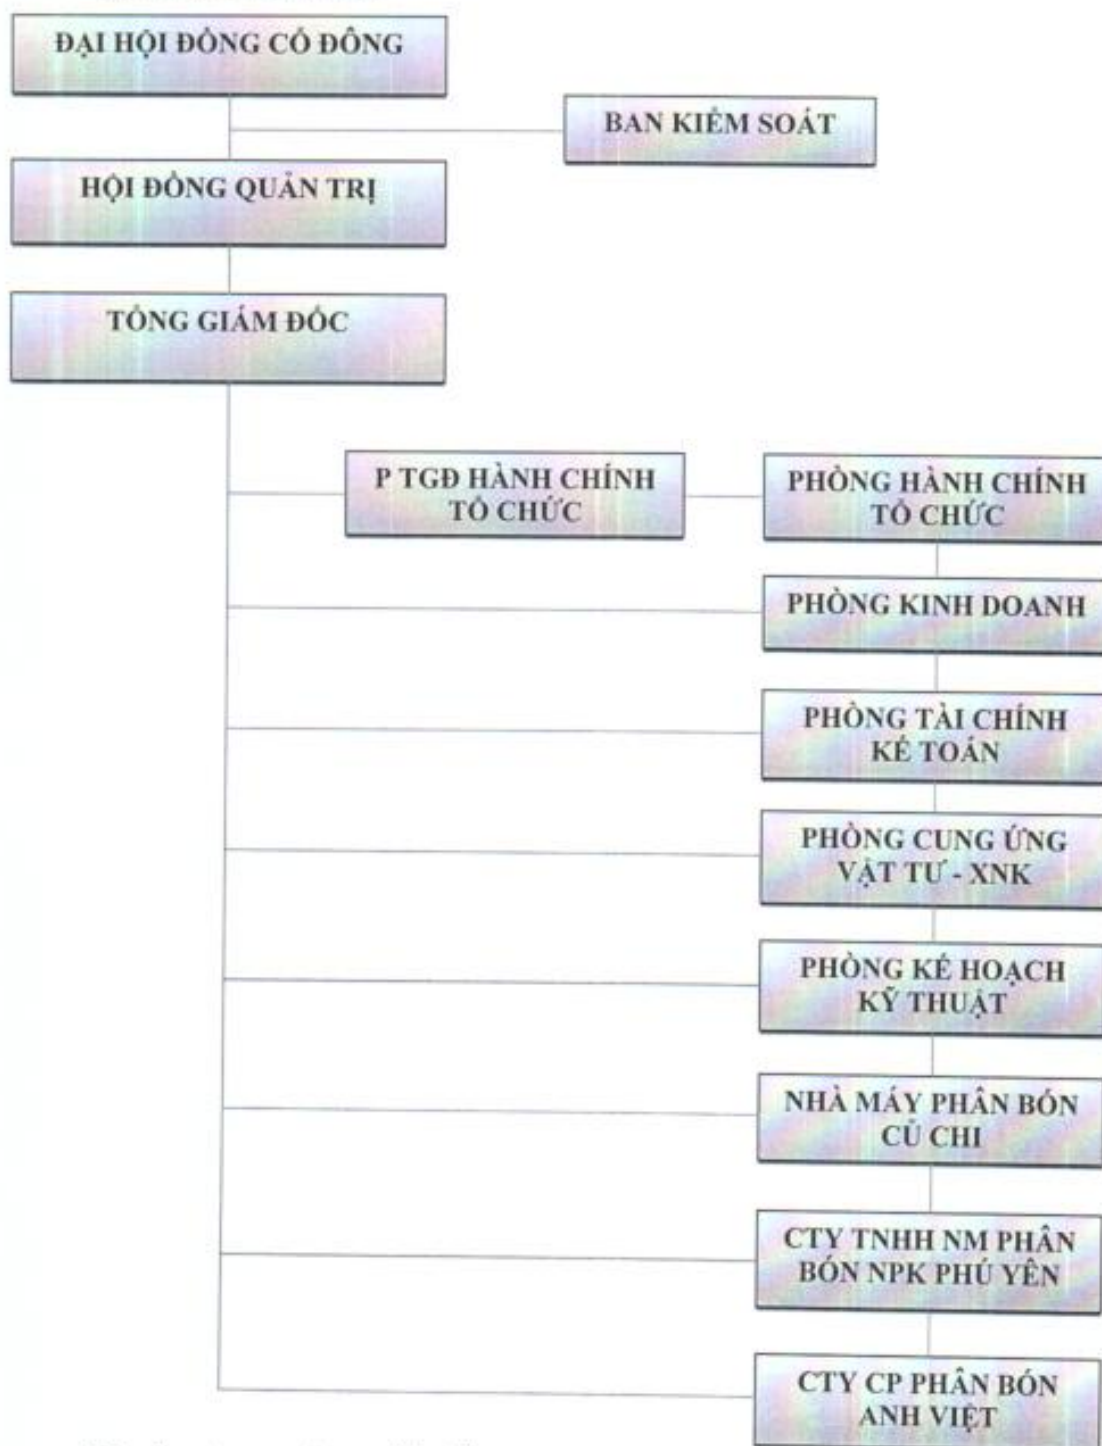 ĐẠI HỘI ĐỒNG CỔ ĐÔNG
BAN KIỂM SOÁT
HỘI ĐỒNG QUẢN TRỊ
TỔNG GIÁM ĐỐC
P TGĐ HÀNH CHÍNH
TỔ CHỨC
PHÒNG HÀNH CHÍNH
TỔ CHỨC
PHÒNG KINH DOANH
PHÒNG TÀI CHÍNH
KẾ TOÁN
PHÒNG CUNG ỨNG
VẬT TƯ - XNK
PHÒNG KẾ HOẠCH
KỸ THUẬT
NHÀ MÁY PHÂN BÓN
CỦ CHI
CTY TNHH NM PHÂN
BÓN NPK PHÚ YÊN
CTY CP PHÂN BÓN
ANH VIỆT